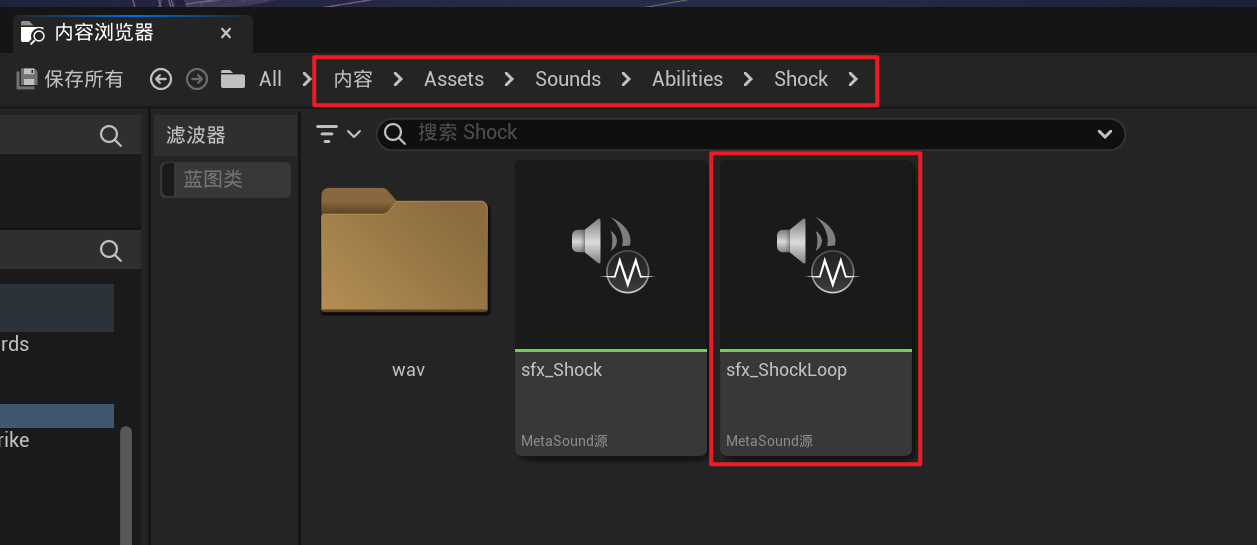 内容浏览器
保存所有 All 内容 Assets Sounds Abilities Shock
滤波器 搜索 Shock
蓝图类
rds
wav sfx_Shock sfx_ShockLoop
rike MetaSound源 MetaSound源